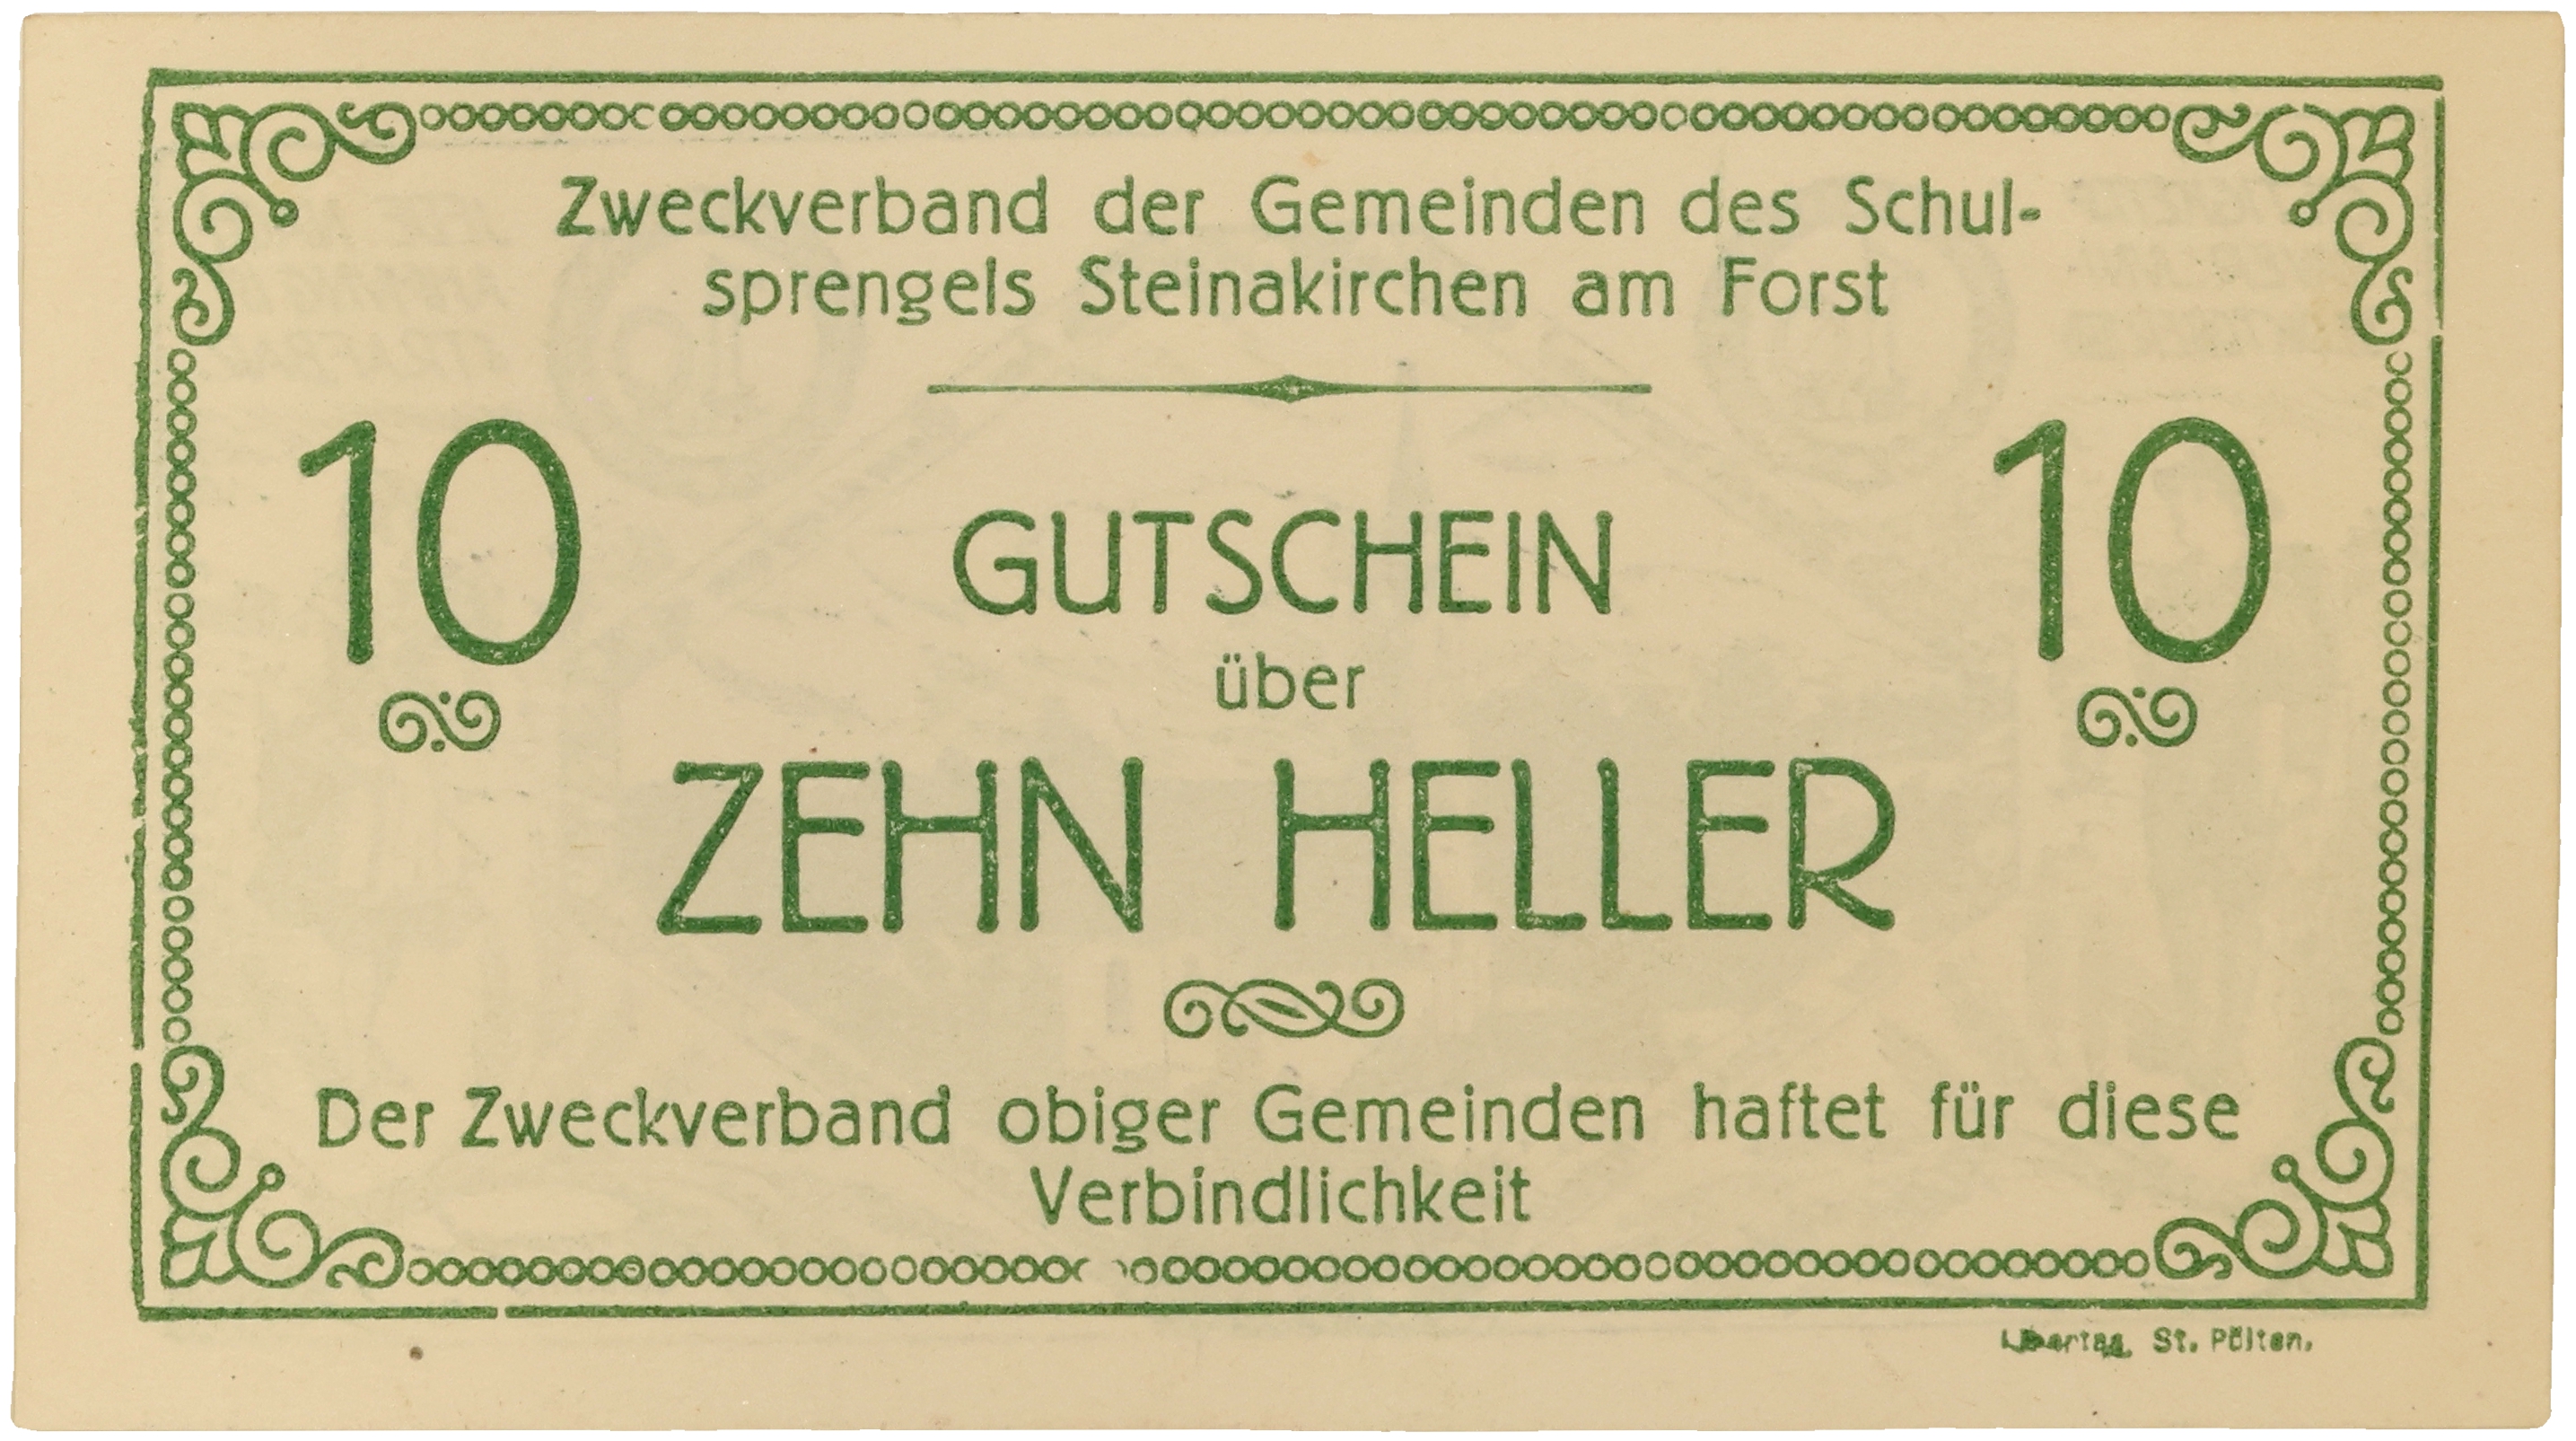 Zweckverband der Gemeinden des Schul-
sprengels Steinakirchen am Forst
10
10
GUTSCHEIN
über
ZEHN HELLER
Der Zweckverband obiger Gemeinden haftet für diese
Verbindlichkeit
St. Pölten.